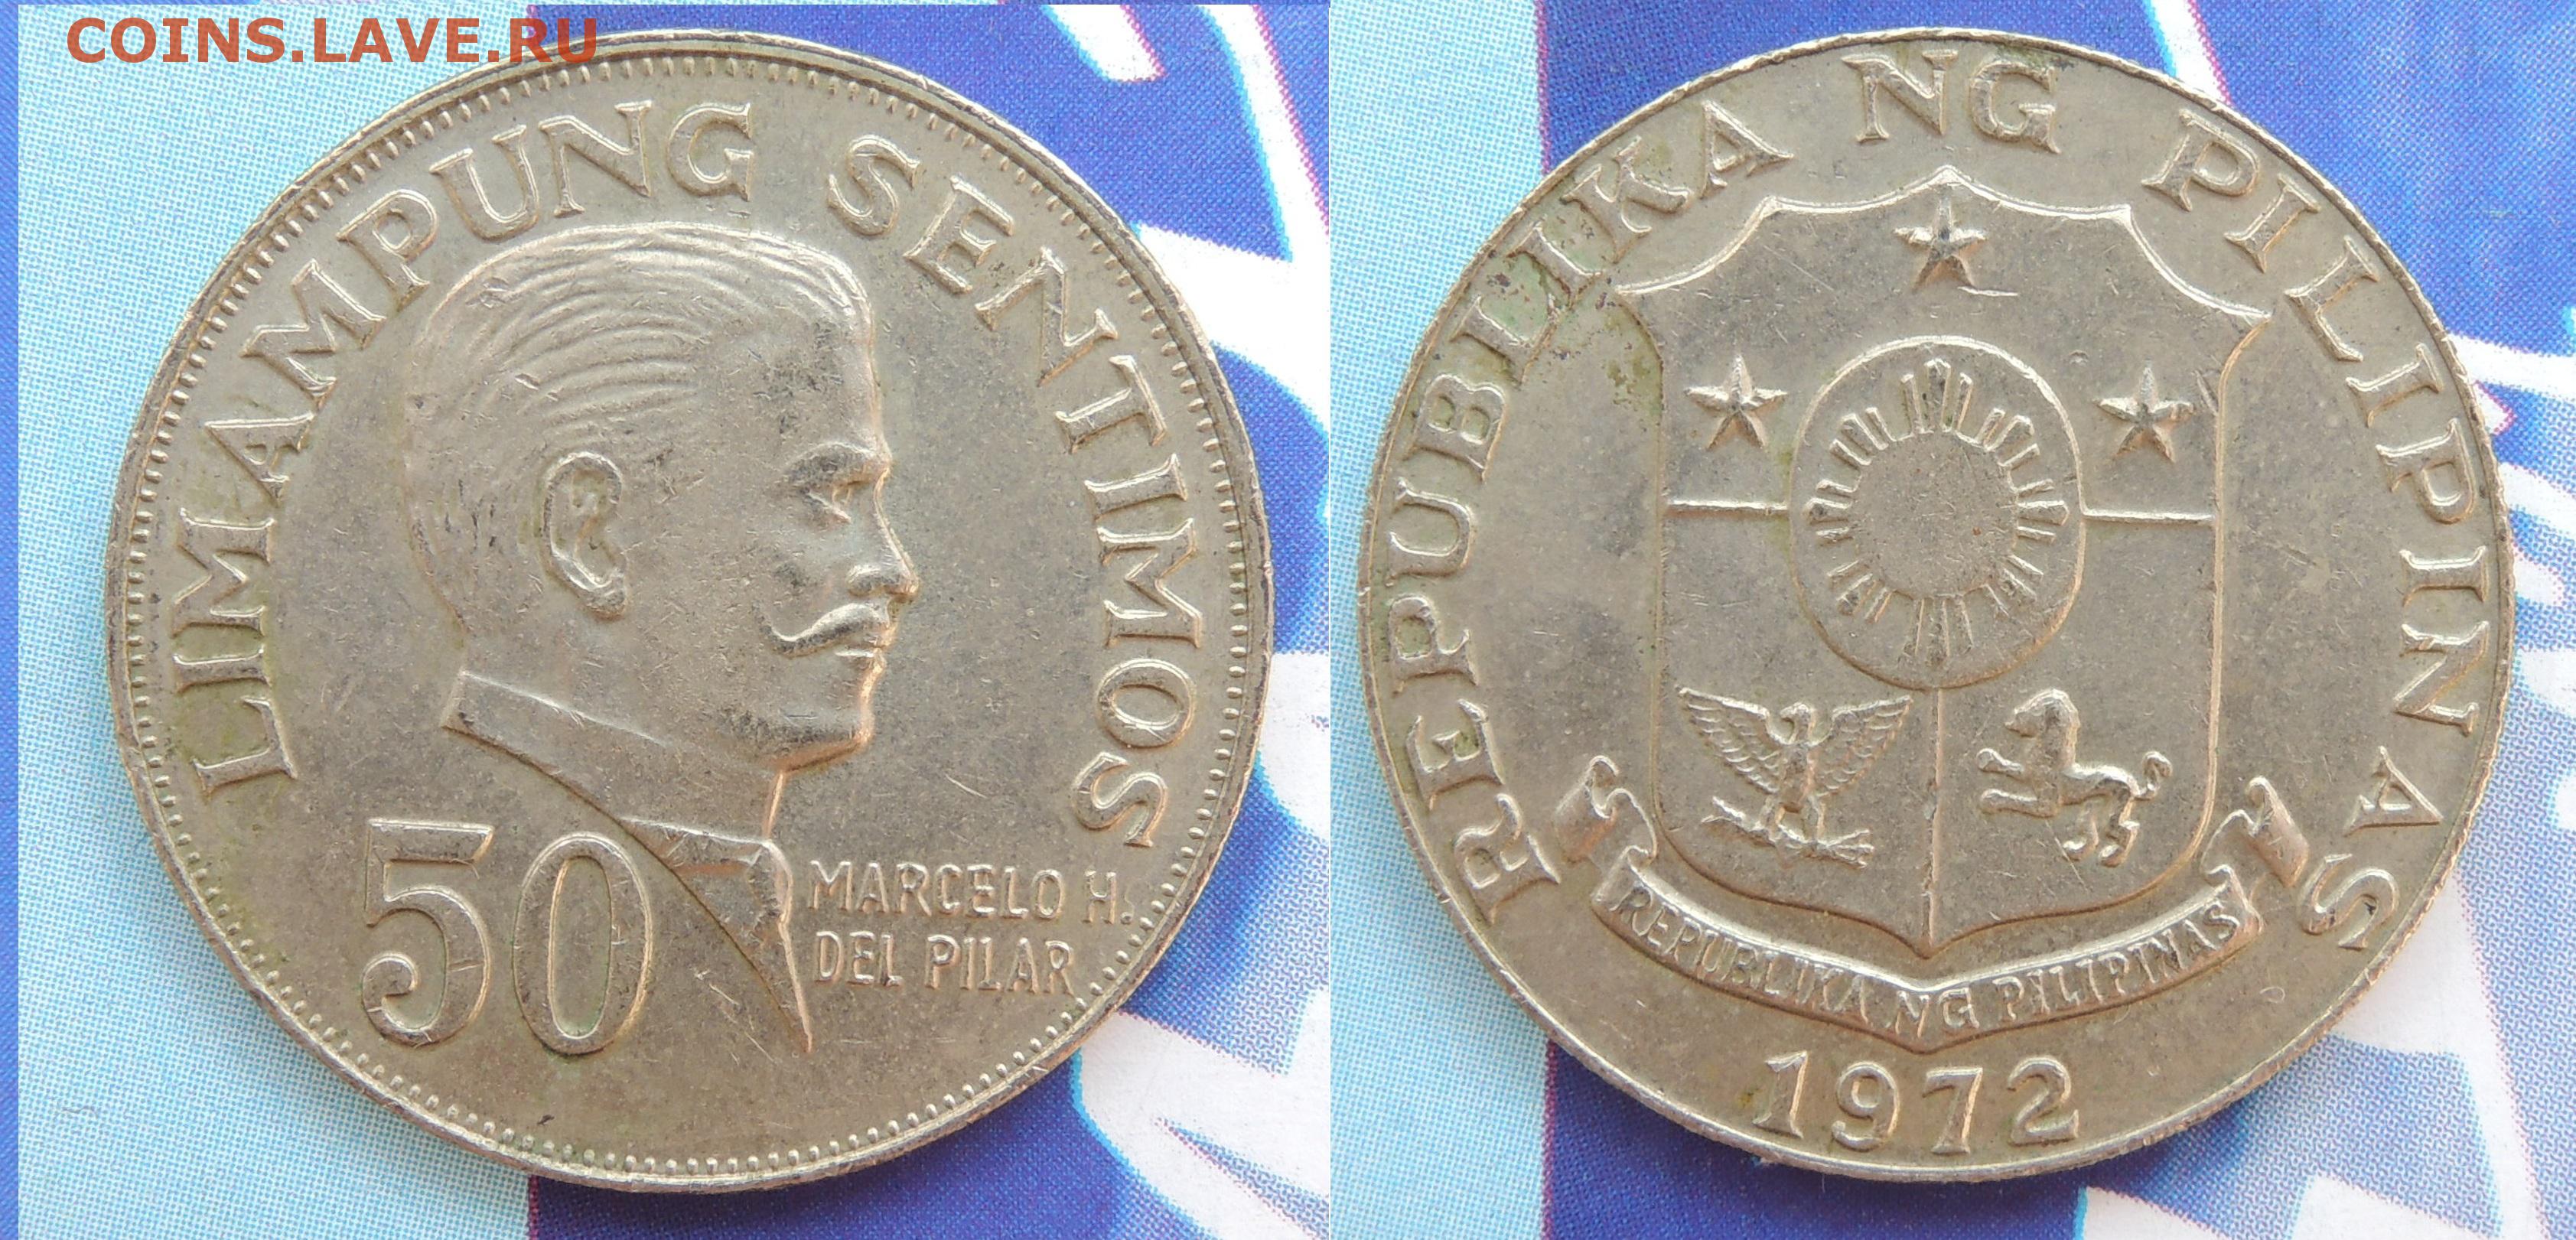 COINS.LAVE.RU
LIMAMPUNG SENTIMOS
50
MARCELO H.
DEL PILAR
REPUBLIKA NG PILIPINAS
REPUBLIKA NG PILIPINAS
1972